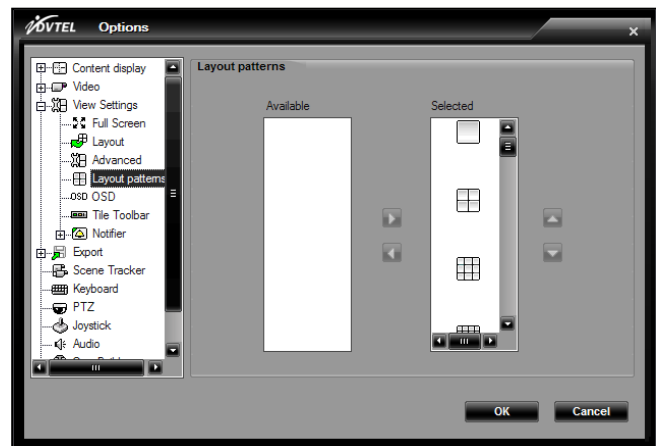 iOVTEL Options
Layout patterns
Content display
Video
View Settings
Full Screen
Layout
Advanced
Layout patterns
OSD OSD
Tile Toolbar
Notifier
Export
Scene Tracker
Keyboard
PTZ
Joystick
Audio
Available
Selected
OK
Cancel